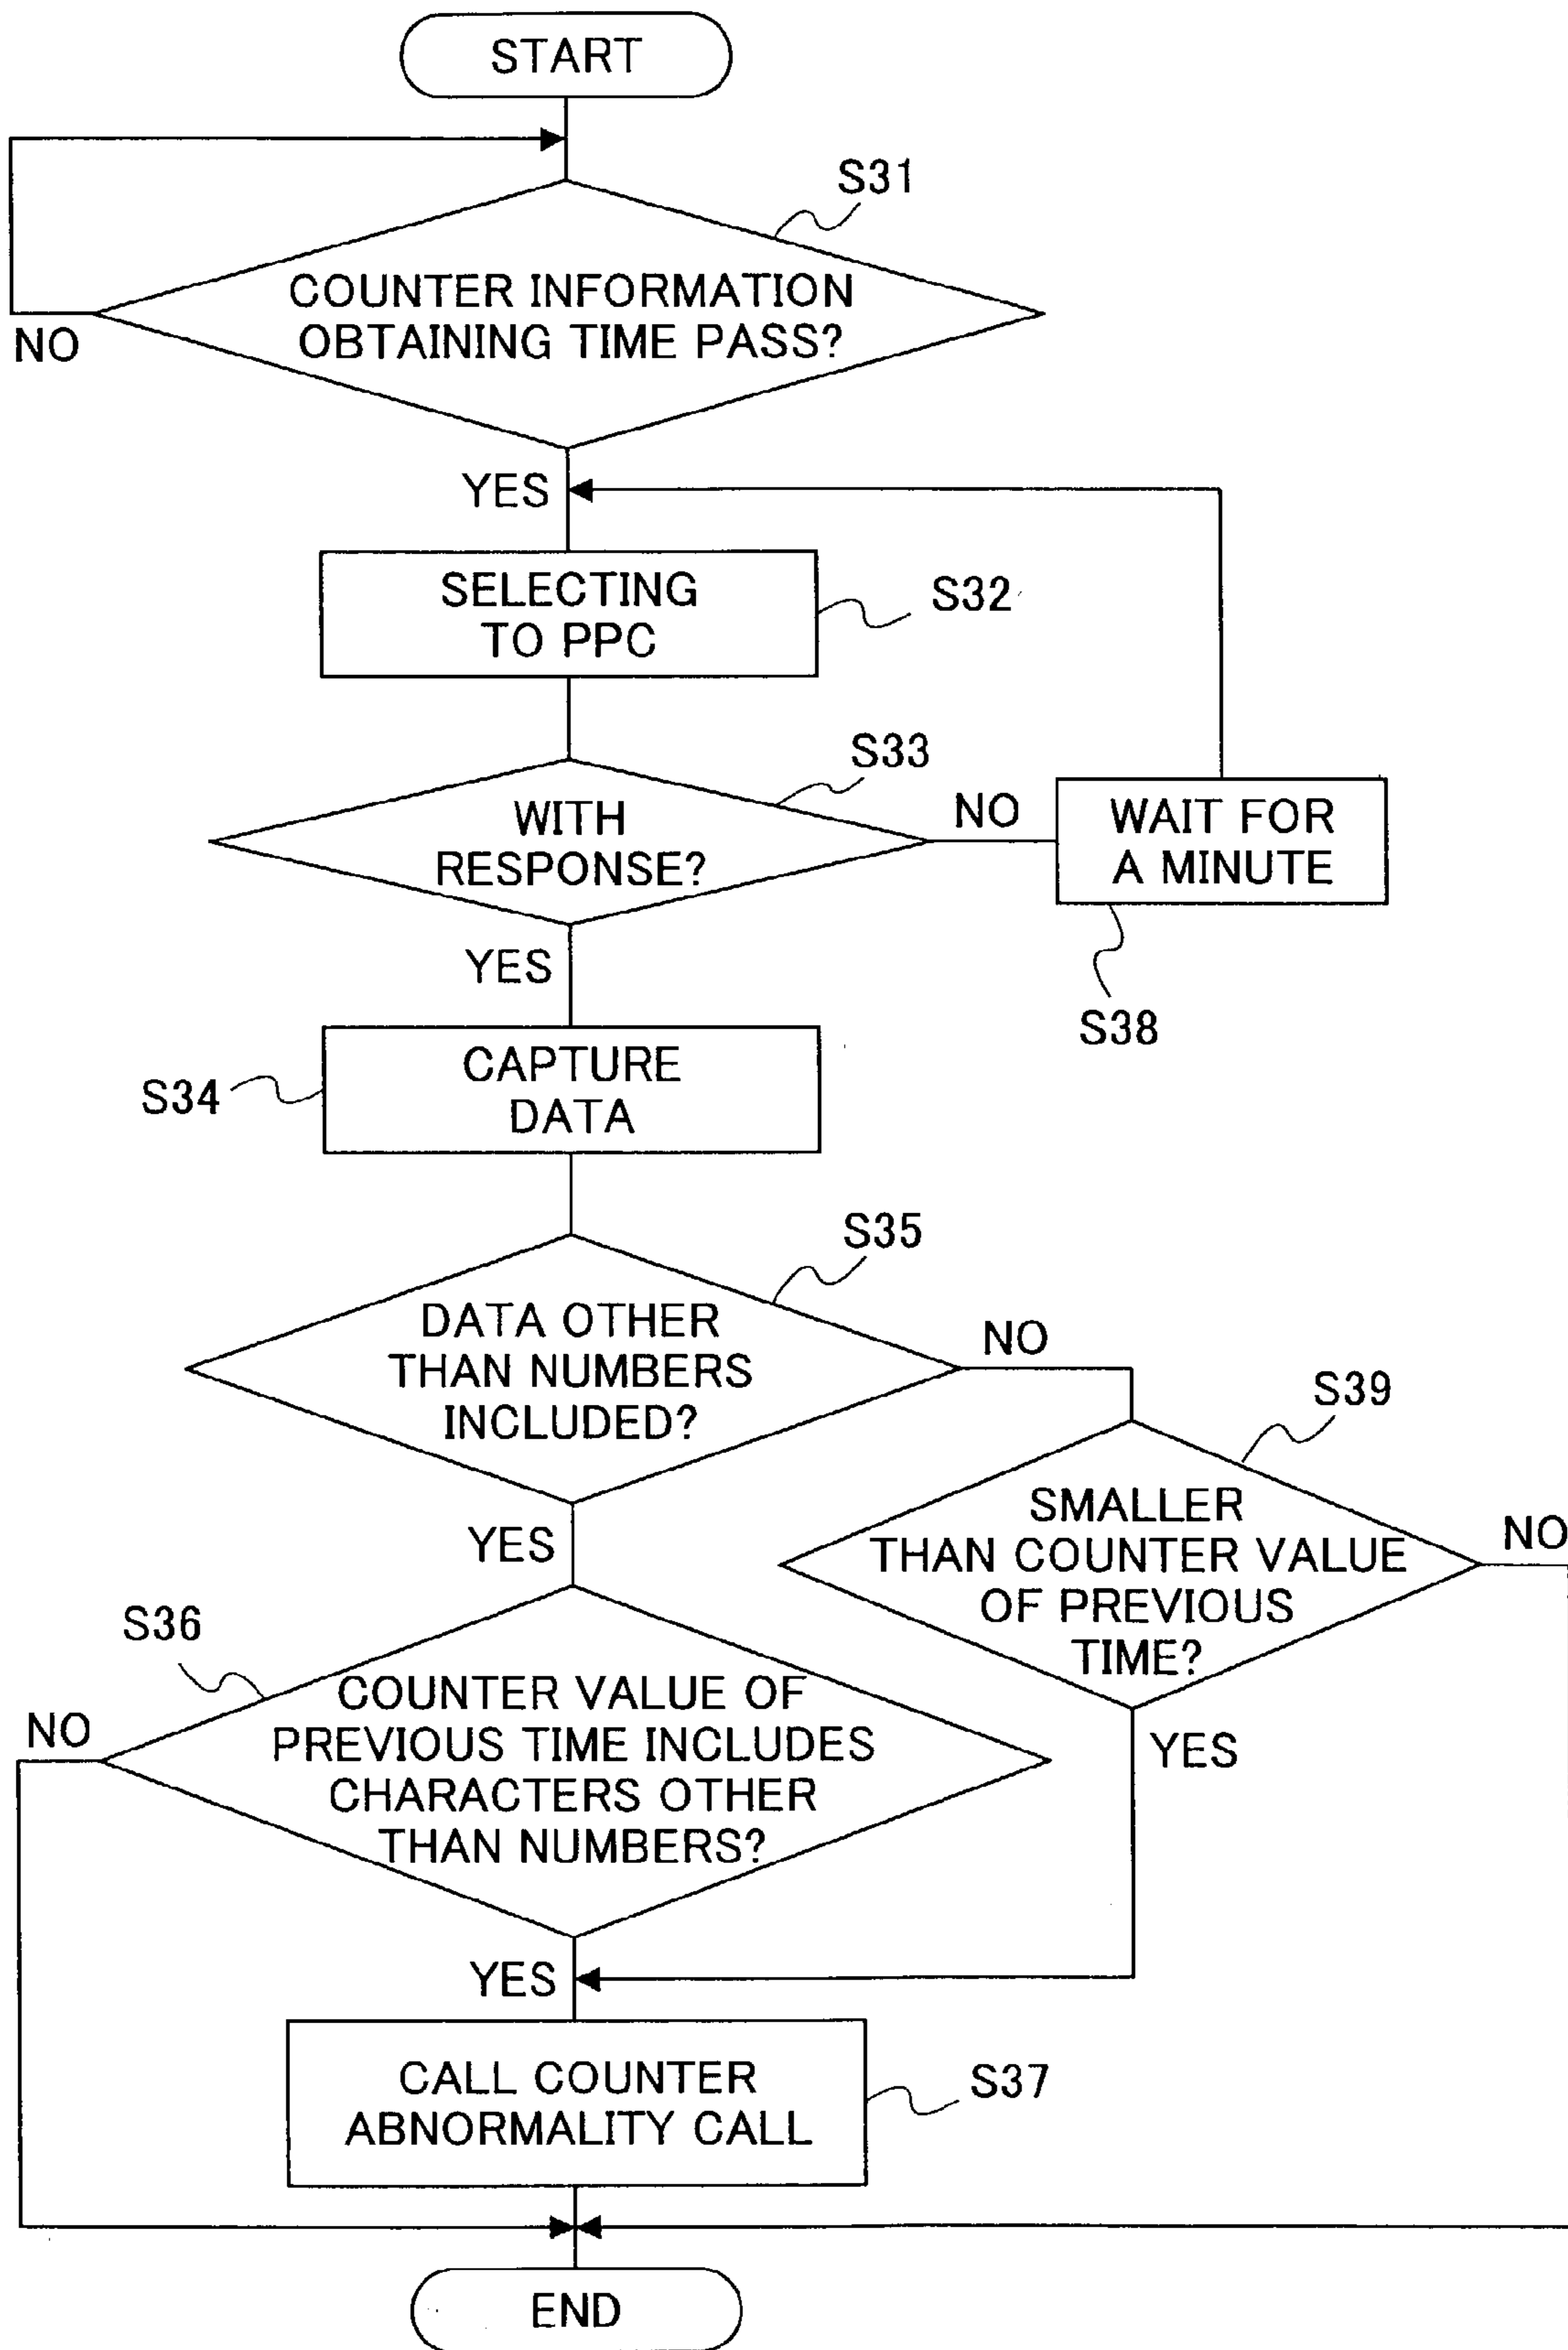 START
S31
COUNTER INFORMATION
OBTAINING TIME PASS?
NO
YES
SELECTING
TO PPC
S32
S33
WITH
RESPONSE?
NO
WAIT FOR
A MINUTE
YES
S38
CAPTURE
DATA
S34
S35
DATA OTHER
THAN NUMBERS
INCLUDED?
NO
S39
SMALLER
THAN COUNTER VALUE
OF PREVIOUS
TIME?
NO
YES
YES
S36
COUNTER VALUE OF
PREVIOUS TIME INCLUDES
CHARACTERS OTHER
THAN NUMBERS?
NO
YES
CALL COUNTER
ABNORMALITY CALL
S37
END